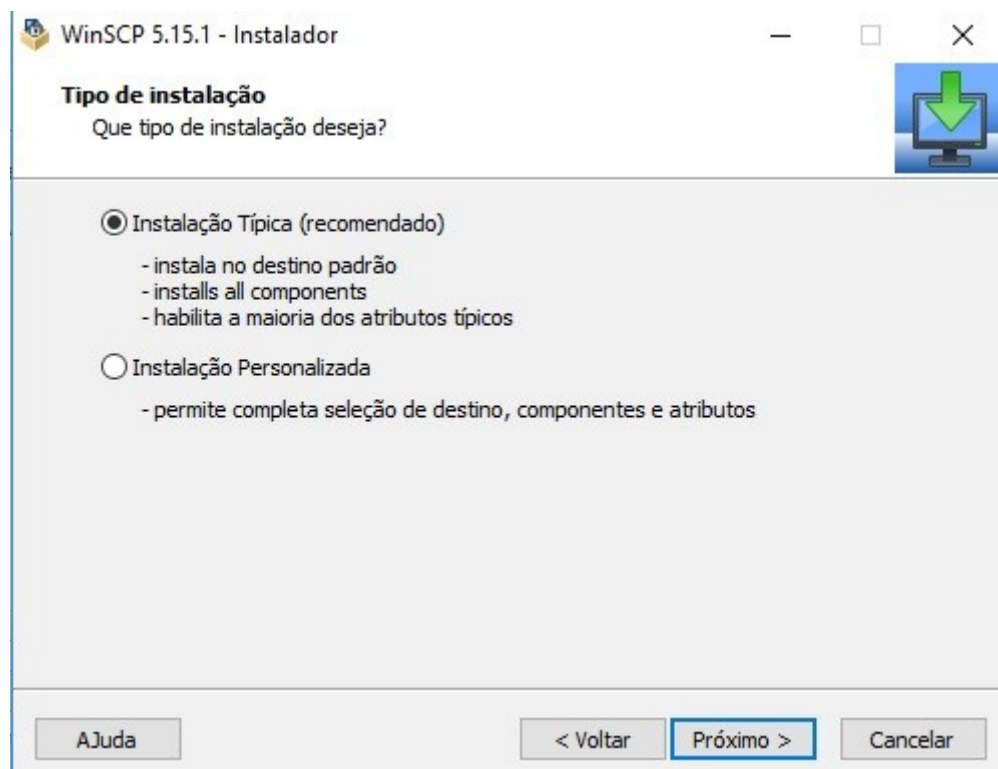 WinSCP 5.15.1 - Instalador
Tipo de instalação
Que tipo de instalação deseja?
Instalação Típica (recomendado)
- instala no destino padrão
- installs all components
- habilita a maioria dos atributos típicos
Instalação Personalizada
- permite completa seleção de destino, componentes e atributos
AJuda
< Voltar
Próximo >
Cancelar